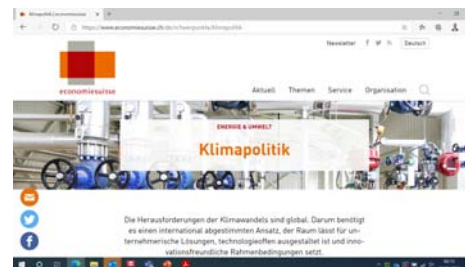 Klimapolitik | economiesuisse
https://www.economiesuisse.ch/de/schwerpunkte/klimapolitik
Newsletter
Deutsch
economiesuisse
Aktuell Themen Service Organisation
ENERGIE & UMWELT
Klimapolitik
Die Herausforderungen der Klimawandels sind global. Darum benötigt
es einen international abgestimmten Ansatz, der Raum lässt für un-
ternehmerische Lösungen, technologieoffen ausgestaltet ist und inno-
vationsfreundliche Rahmenbedingungen setzt.